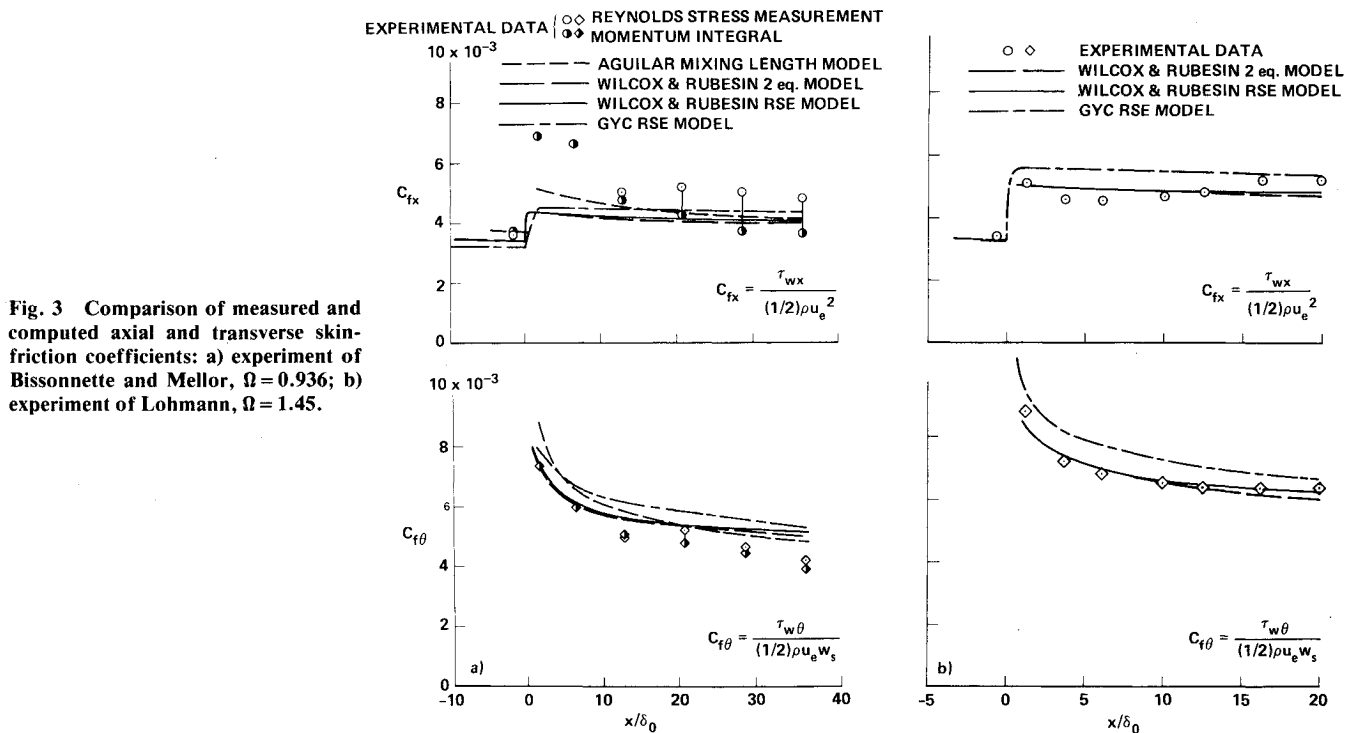 EXPERIMENTAL DATA
REYNOLDS STRESS MEASUREMENT
MOMENTUM INTEGRAL
AGUILAR MIXING LENGTH MODEL
WILCOX & RUBESIN 2 eq. MODEL
WILCOX & RUBESIN RSE MODEL
GYC RSE MODEL
10 × 10⁻³
8
6
4
2
0
C_fx
C_fx = τ_wx / (1/2)ρu_e²
EXPERIMENTAL DATA
WILCOX & RUBESIN 2 eq. MODEL
WILCOX & RUBESIN RSE MODEL
GYC RSE MODEL
C_fx = τ_wx / (1/2)ρu_e²
Fig. 3 Comparison of measured and
computed axial and transverse skin-
friction coefficients: a) experiment of
Bissonnette and Mellor, Ω = 0.936; b)
experiment of Lohmann, Ω = 1.45.
10 × 10⁻³
8
6
4
2
0
C_fθ
C_fθ = τ_wθ / (1/2)ρu_e w_s
a)
-10 0 10 20 30 40
x/δ₀
C_fθ = τ_wθ / (1/2)ρu_e w_s
b)
-5 0 5 10 15 20
x/δ₀